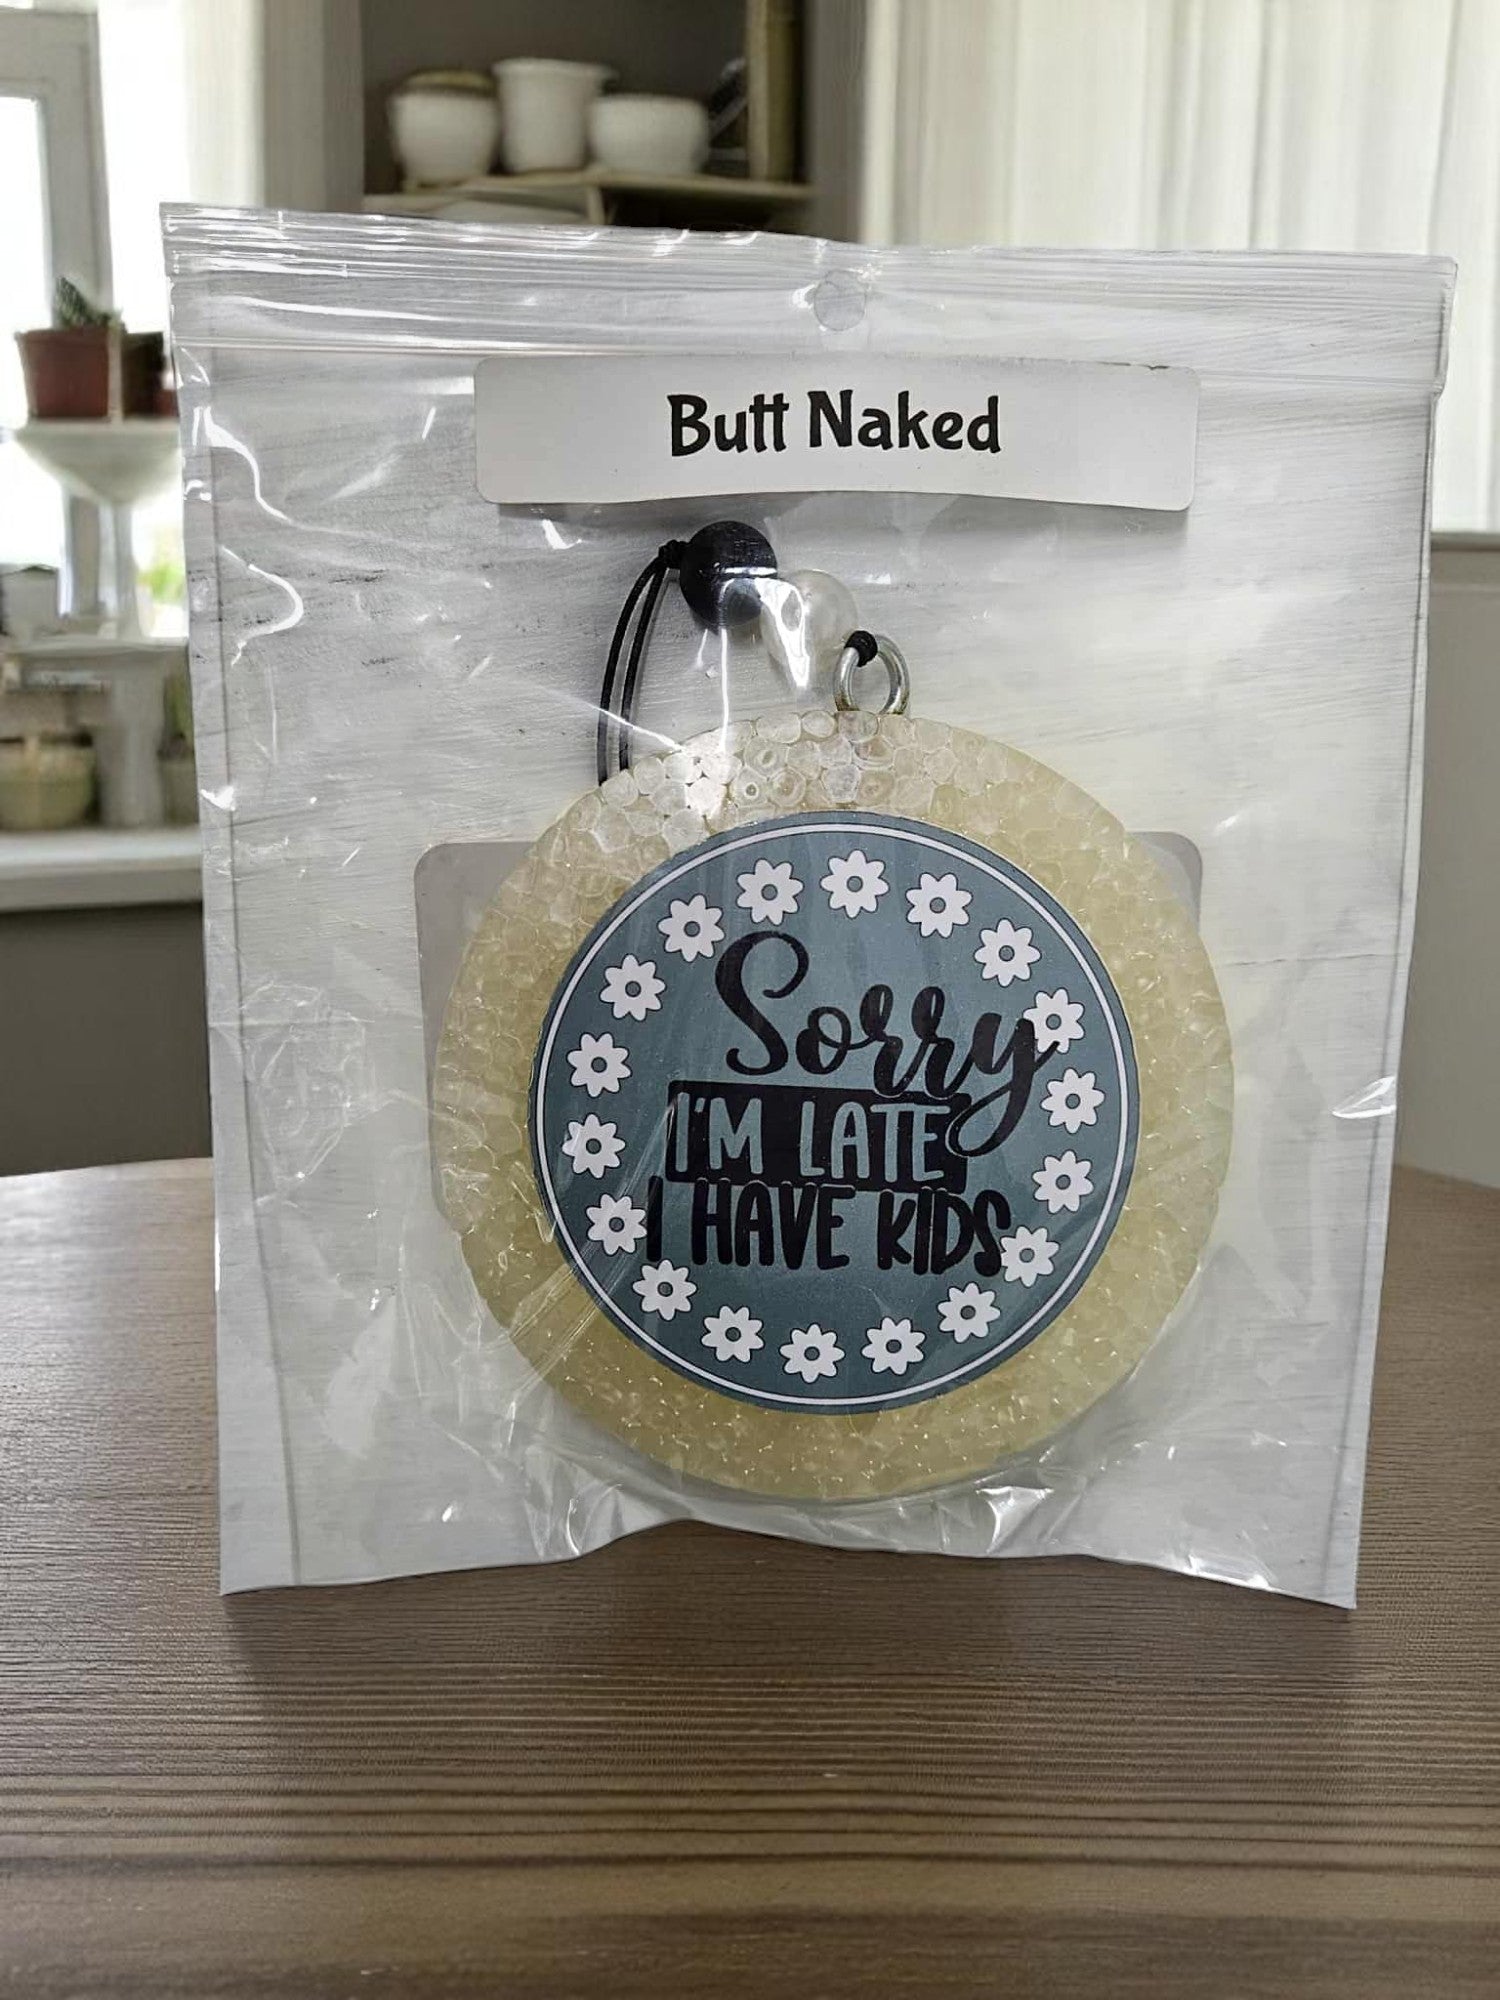 Butt Naked
Sorry
I'M LATE
I HAVE KIDS